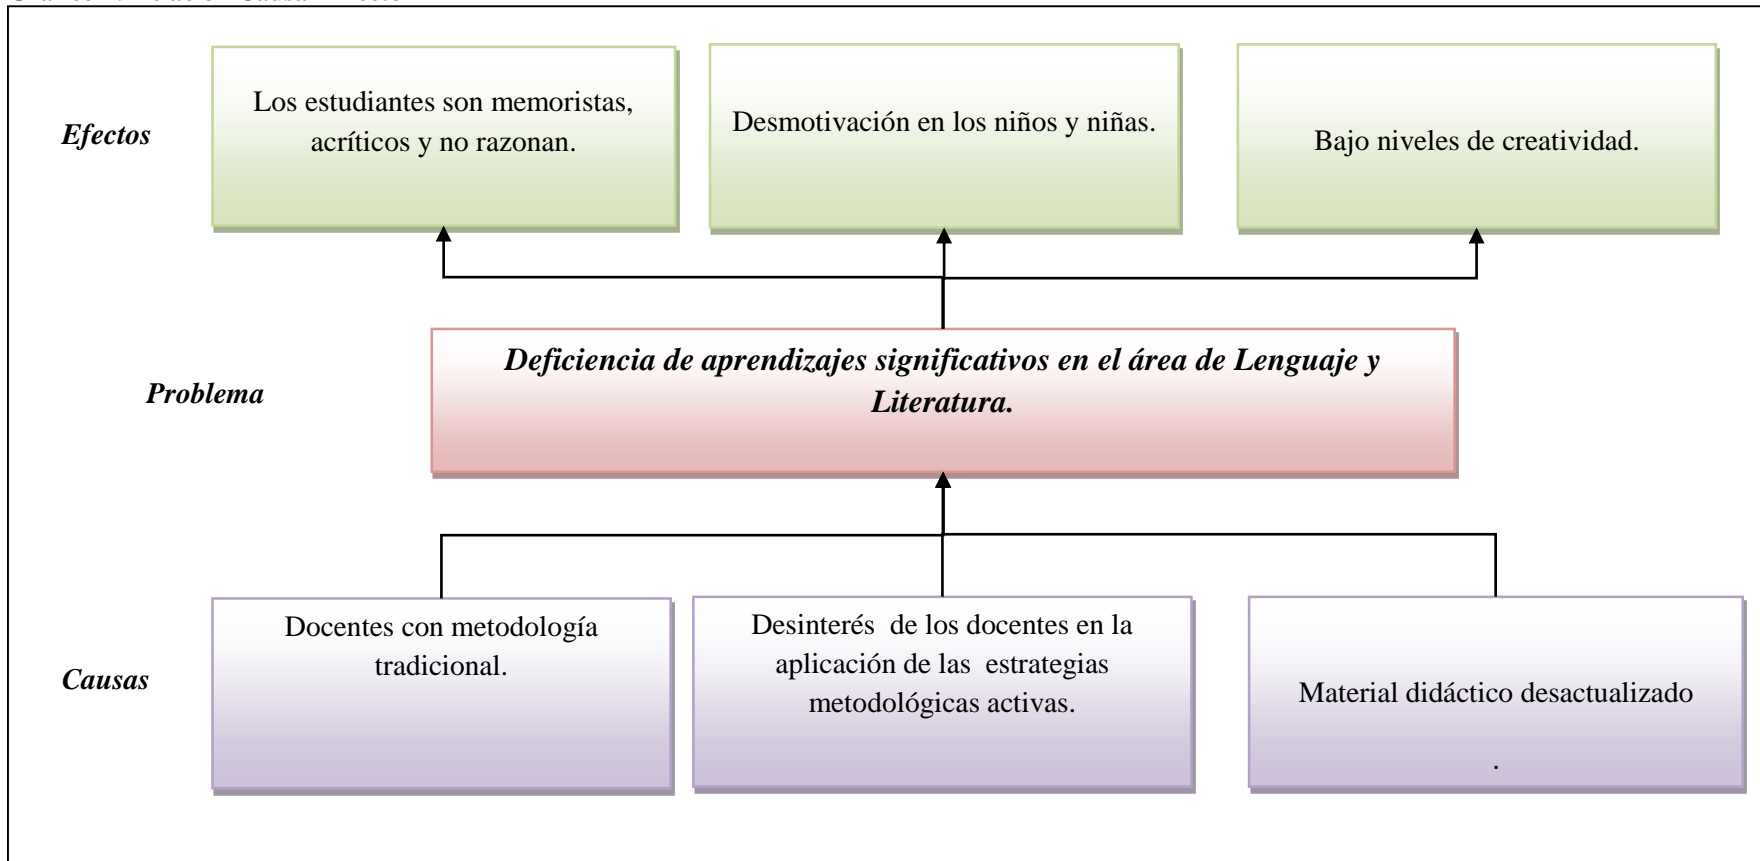 Efectos
Los estudiantes son memoristas,
acríticos y no razonan.
Desmotivación en los niños y niñas.
Bajo niveles de creatividad.
Problema
Deficiencia de aprendizajes significativos en el área de Lenguaje y
Literatura.
Causas
Docentes con metodología
tradicional.
Desinterés de los docentes en la
aplicación de las estrategias
metodológicas activas.
Material didáctico desactualizado
.